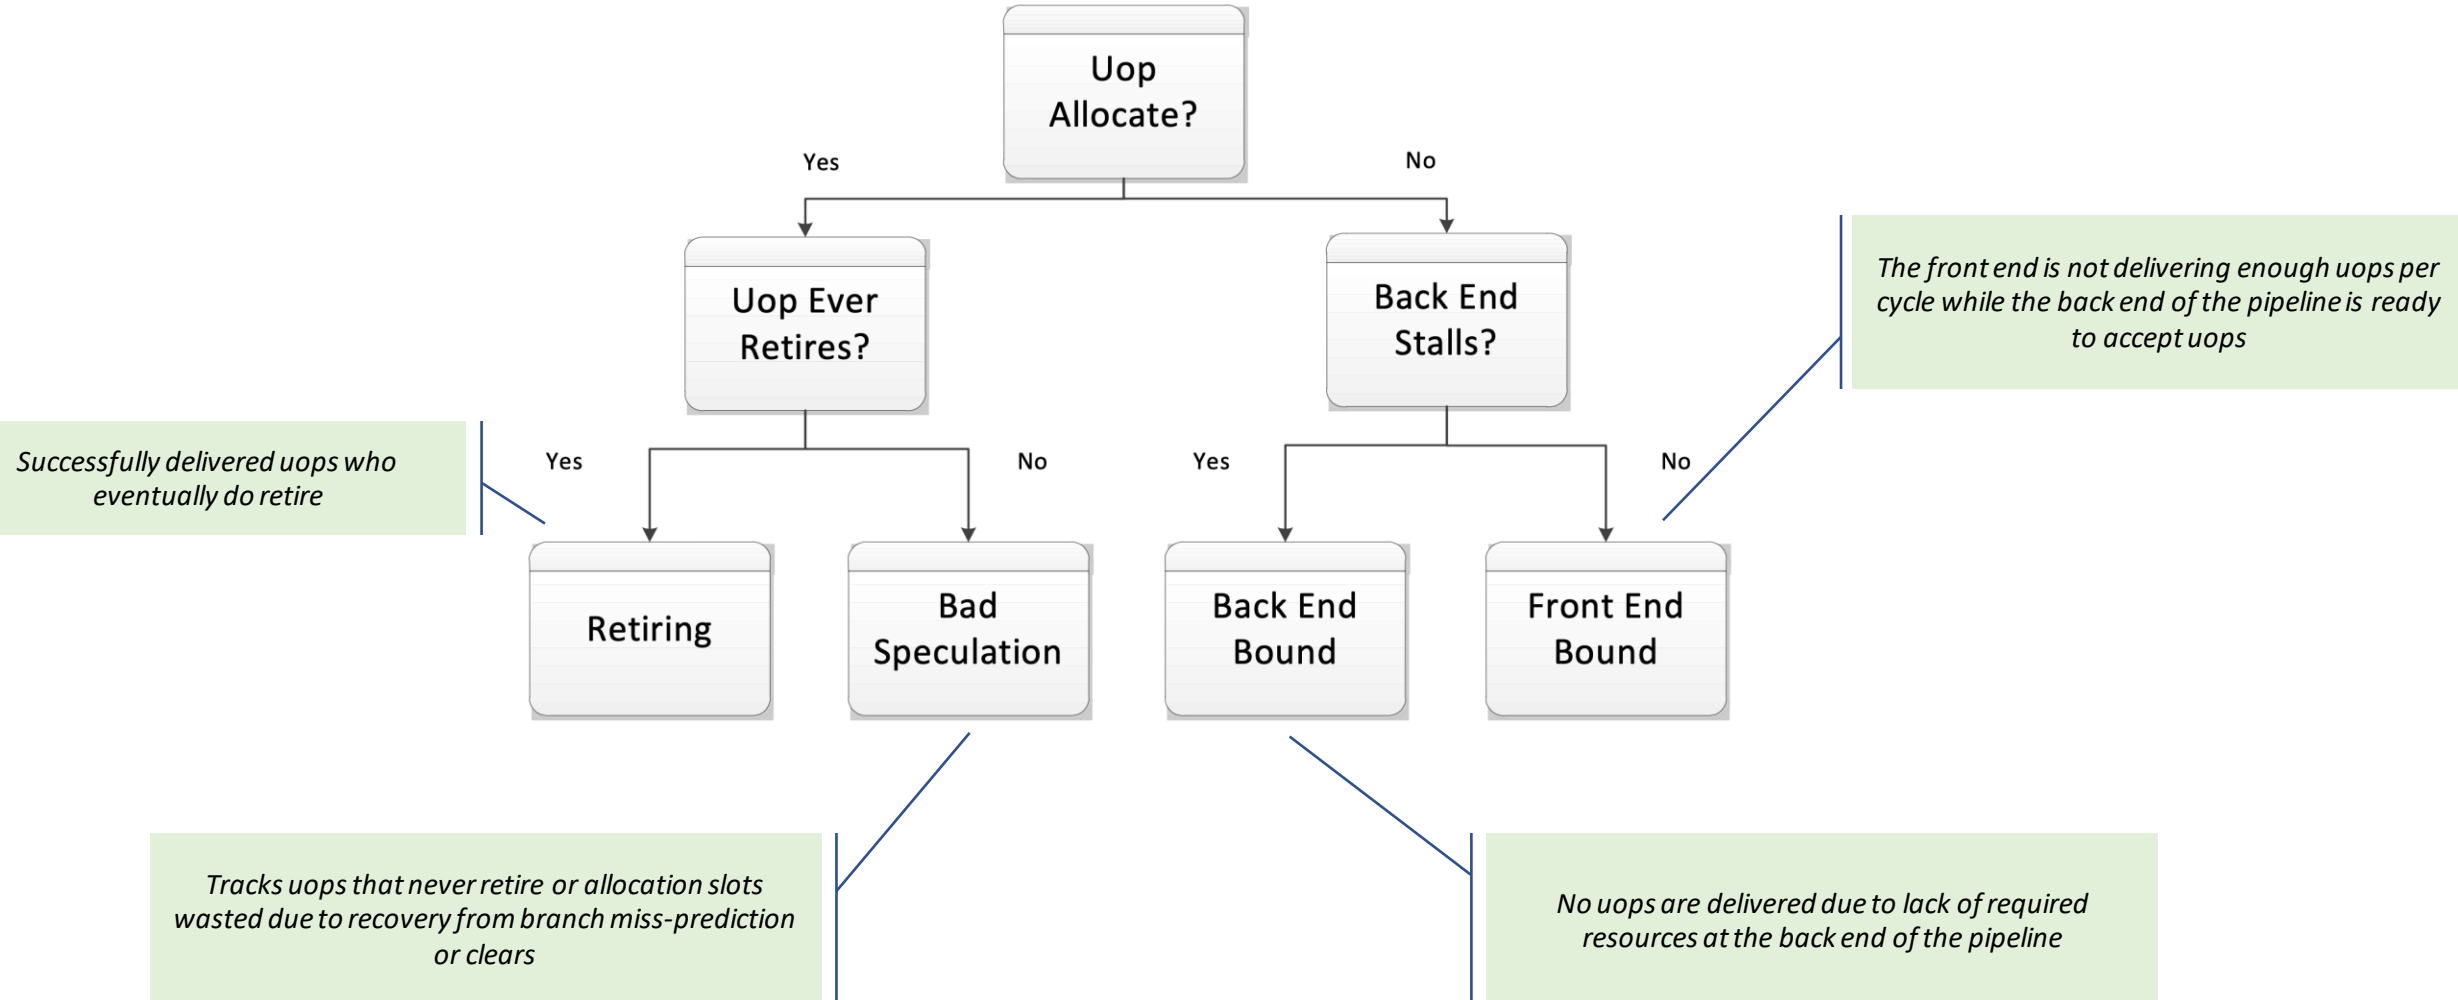 Uop
Allocate?
Yes
No
Uop Ever
Retires?
Back End
Stalls?
The front end is not delivering enough uops per
cycle while the back end of the pipeline is ready
to accept uops
Successfully delivered uops who
eventually do retire
Yes
No
Yes
No
Retiring
Bad
Speculation
Back End
Bound
Front End
Bound
Tracks uops that never retire or allocation slots
wasted due to recovery from branch miss-prediction
or clears
No uops are delivered due to lack of required
resources at the back end of the pipeline